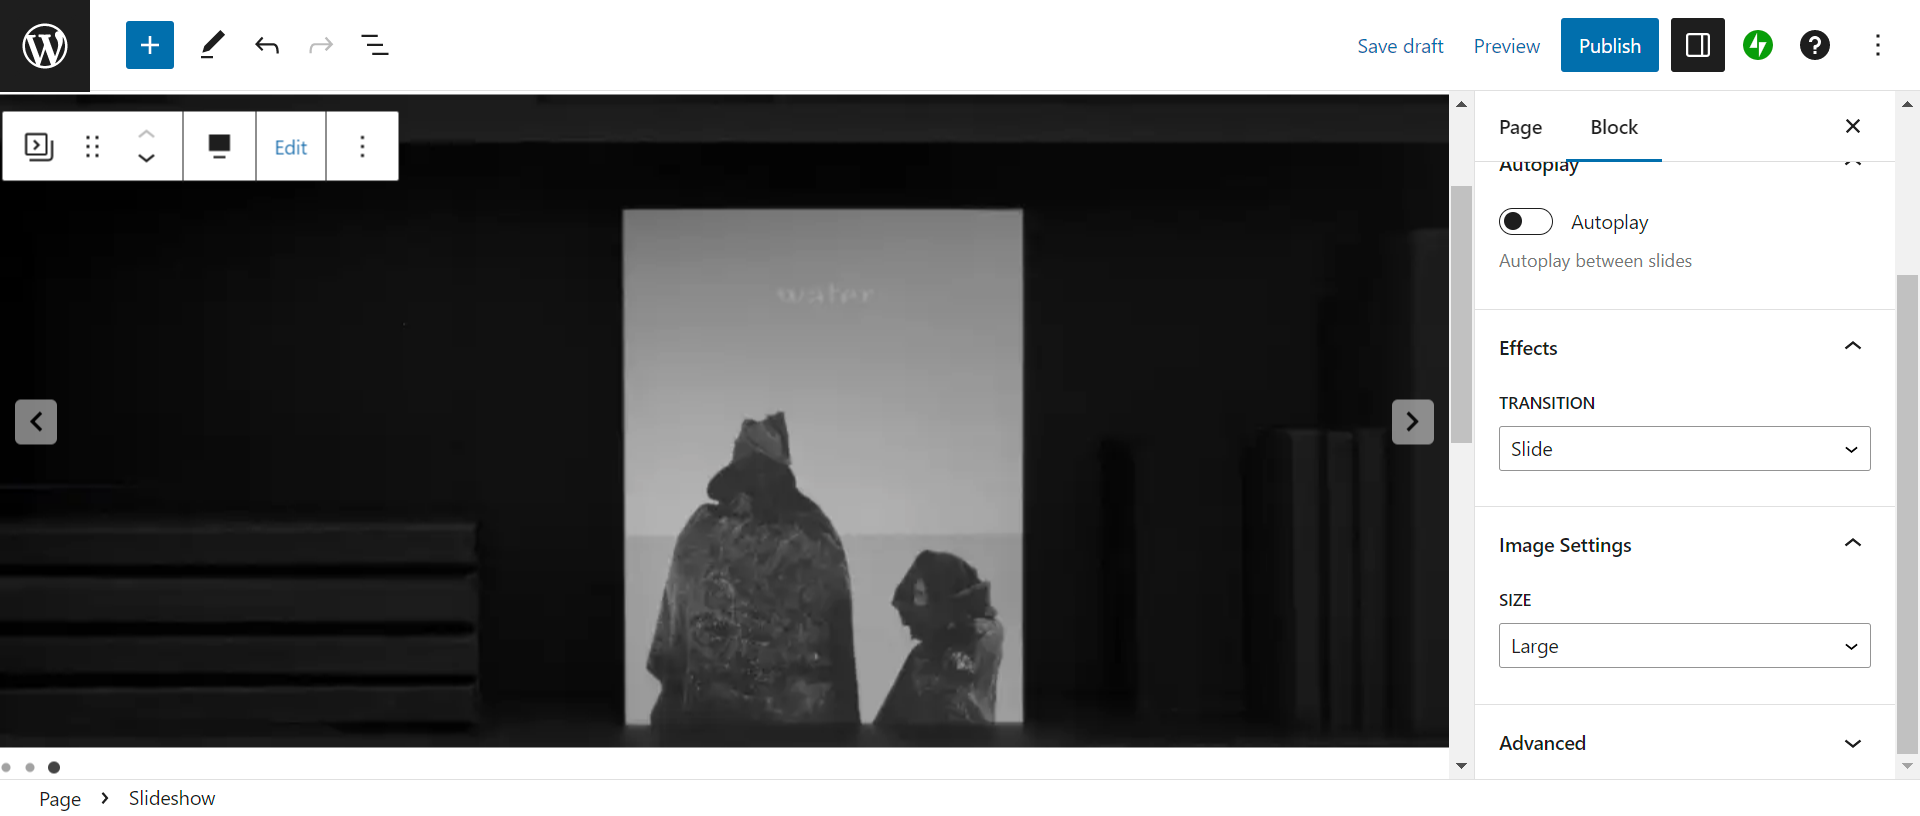 Save draft Preview Publish
Edit
Page Block
Autoplay
Autoplay
Autoplay between slides
Effects
TRANSITION
Slide
Image Settings
SIZE
Large
Advanced
water
Page Slideshow